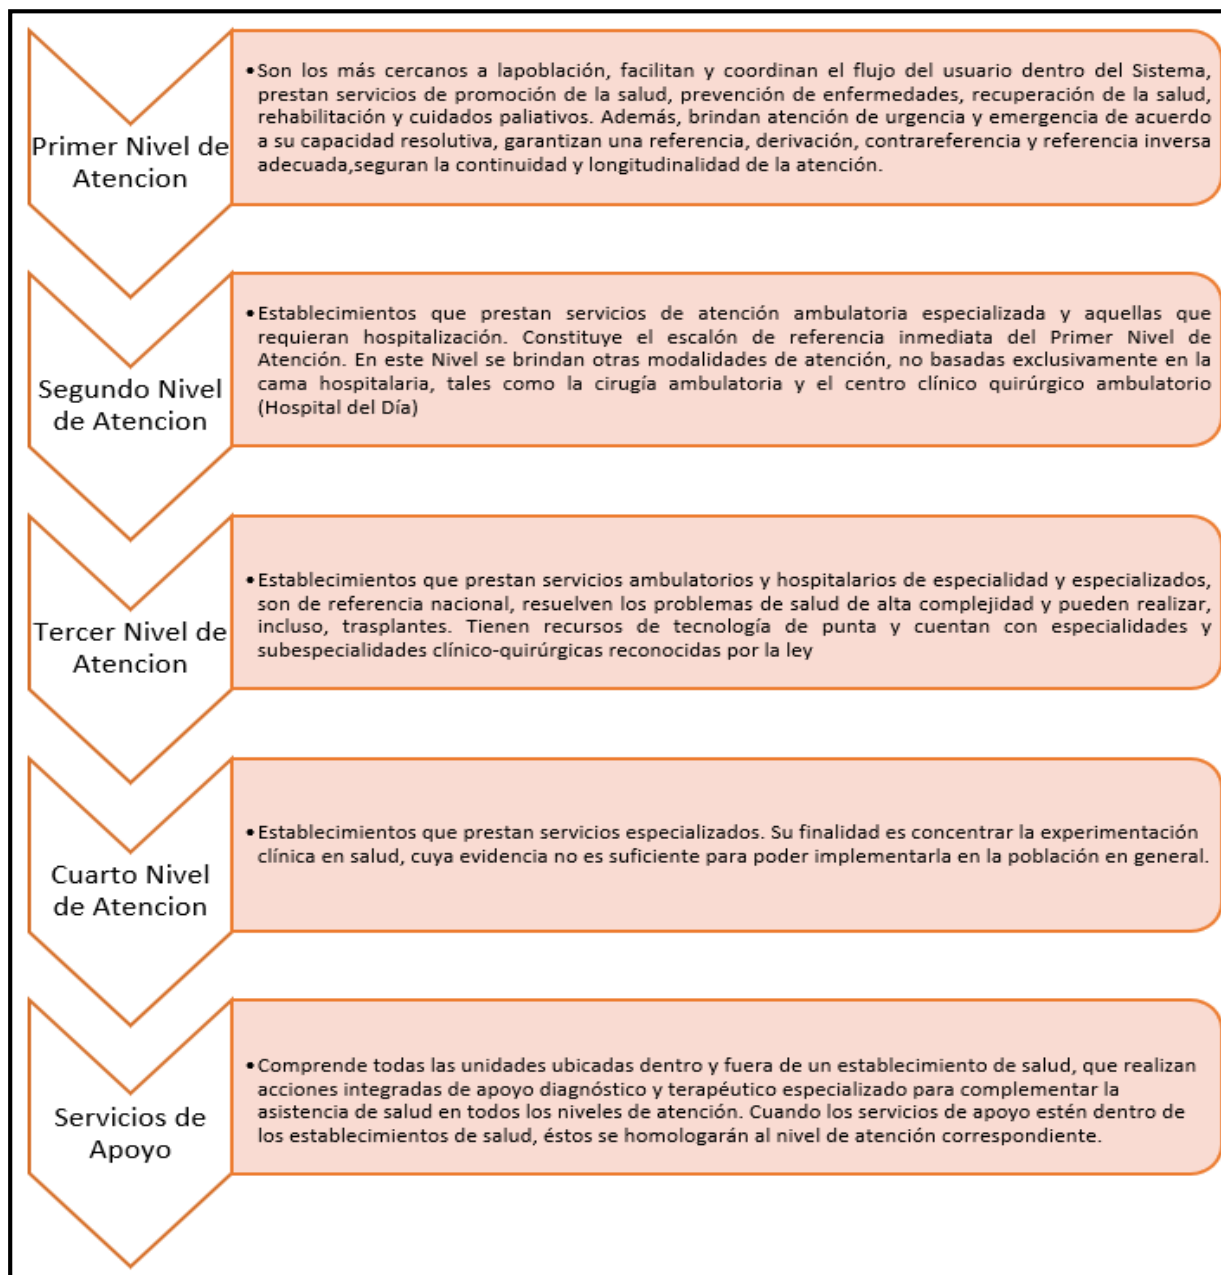 Primer Nivel de
Atencion
•Son los más cercanos a lapoblación, facilitan y coordinan el flujo del usuario dentro del Sistema,
prestan servicios de promoción de la salud, prevención de enfermedades, recuperación de la salud,
rehabilitación y cuidados paliativos. Además, brindan atención de urgencia y emergencia de acuerdo
a su capacidad resolutiva, garantizan una referencia, derivación, contrareferencia y referencia inversa
adecuada,seguran la continuidad y longitudinalidad de la atención.
Segundo Nivel
de Atencion
•Establecimientos que prestan servicios de atención ambulatoria especializada y aquellas que
requieran hospitalización. Constituye el escalón de referencia inmediata del Primer Nivel de
Atención. En este Nivel se brindan otras modalidades de atención, no basadas exclusivamente en la
cama hospitalaria, tales como la cirugía ambulatoria y el centro clínico quirúrgico ambulatorio
(Hospital del Día)
Tercer Nivel de
Atencion
•Establecimientos que prestan servicios ambulatorios y hospitalarios de especialidad y especializados,
son de referencia nacional, resuelven los problemas de salud de alta complejidad y pueden realizar,
incluso, trasplantes. Tienen recursos de tecnología de punta y cuentan con especialidades y
subespecialidades clínico-quirúrgicas reconocidas por la ley
Cuarto Nivel
de Atencion
•Establecimientos que prestan servicios especializados. Su finalidad es concentrar la experimentación
clínica en salud, cuya evidencia no es suficiente para poder implementarla en la población en general.
Servicios de
Apoyo
•Comprende todas las unidades ubicadas dentro y fuera de un establecimiento de salud, que realizan
acciones integradas de apoyo diagnóstico y terapéutico especializado para complementar la
asistencia de salud en todos los niveles de atención. Cuando los servicios de apoyo estén dentro de
los establecimientos de salud, éstos se homologarán al nivel de atención correspondiente.